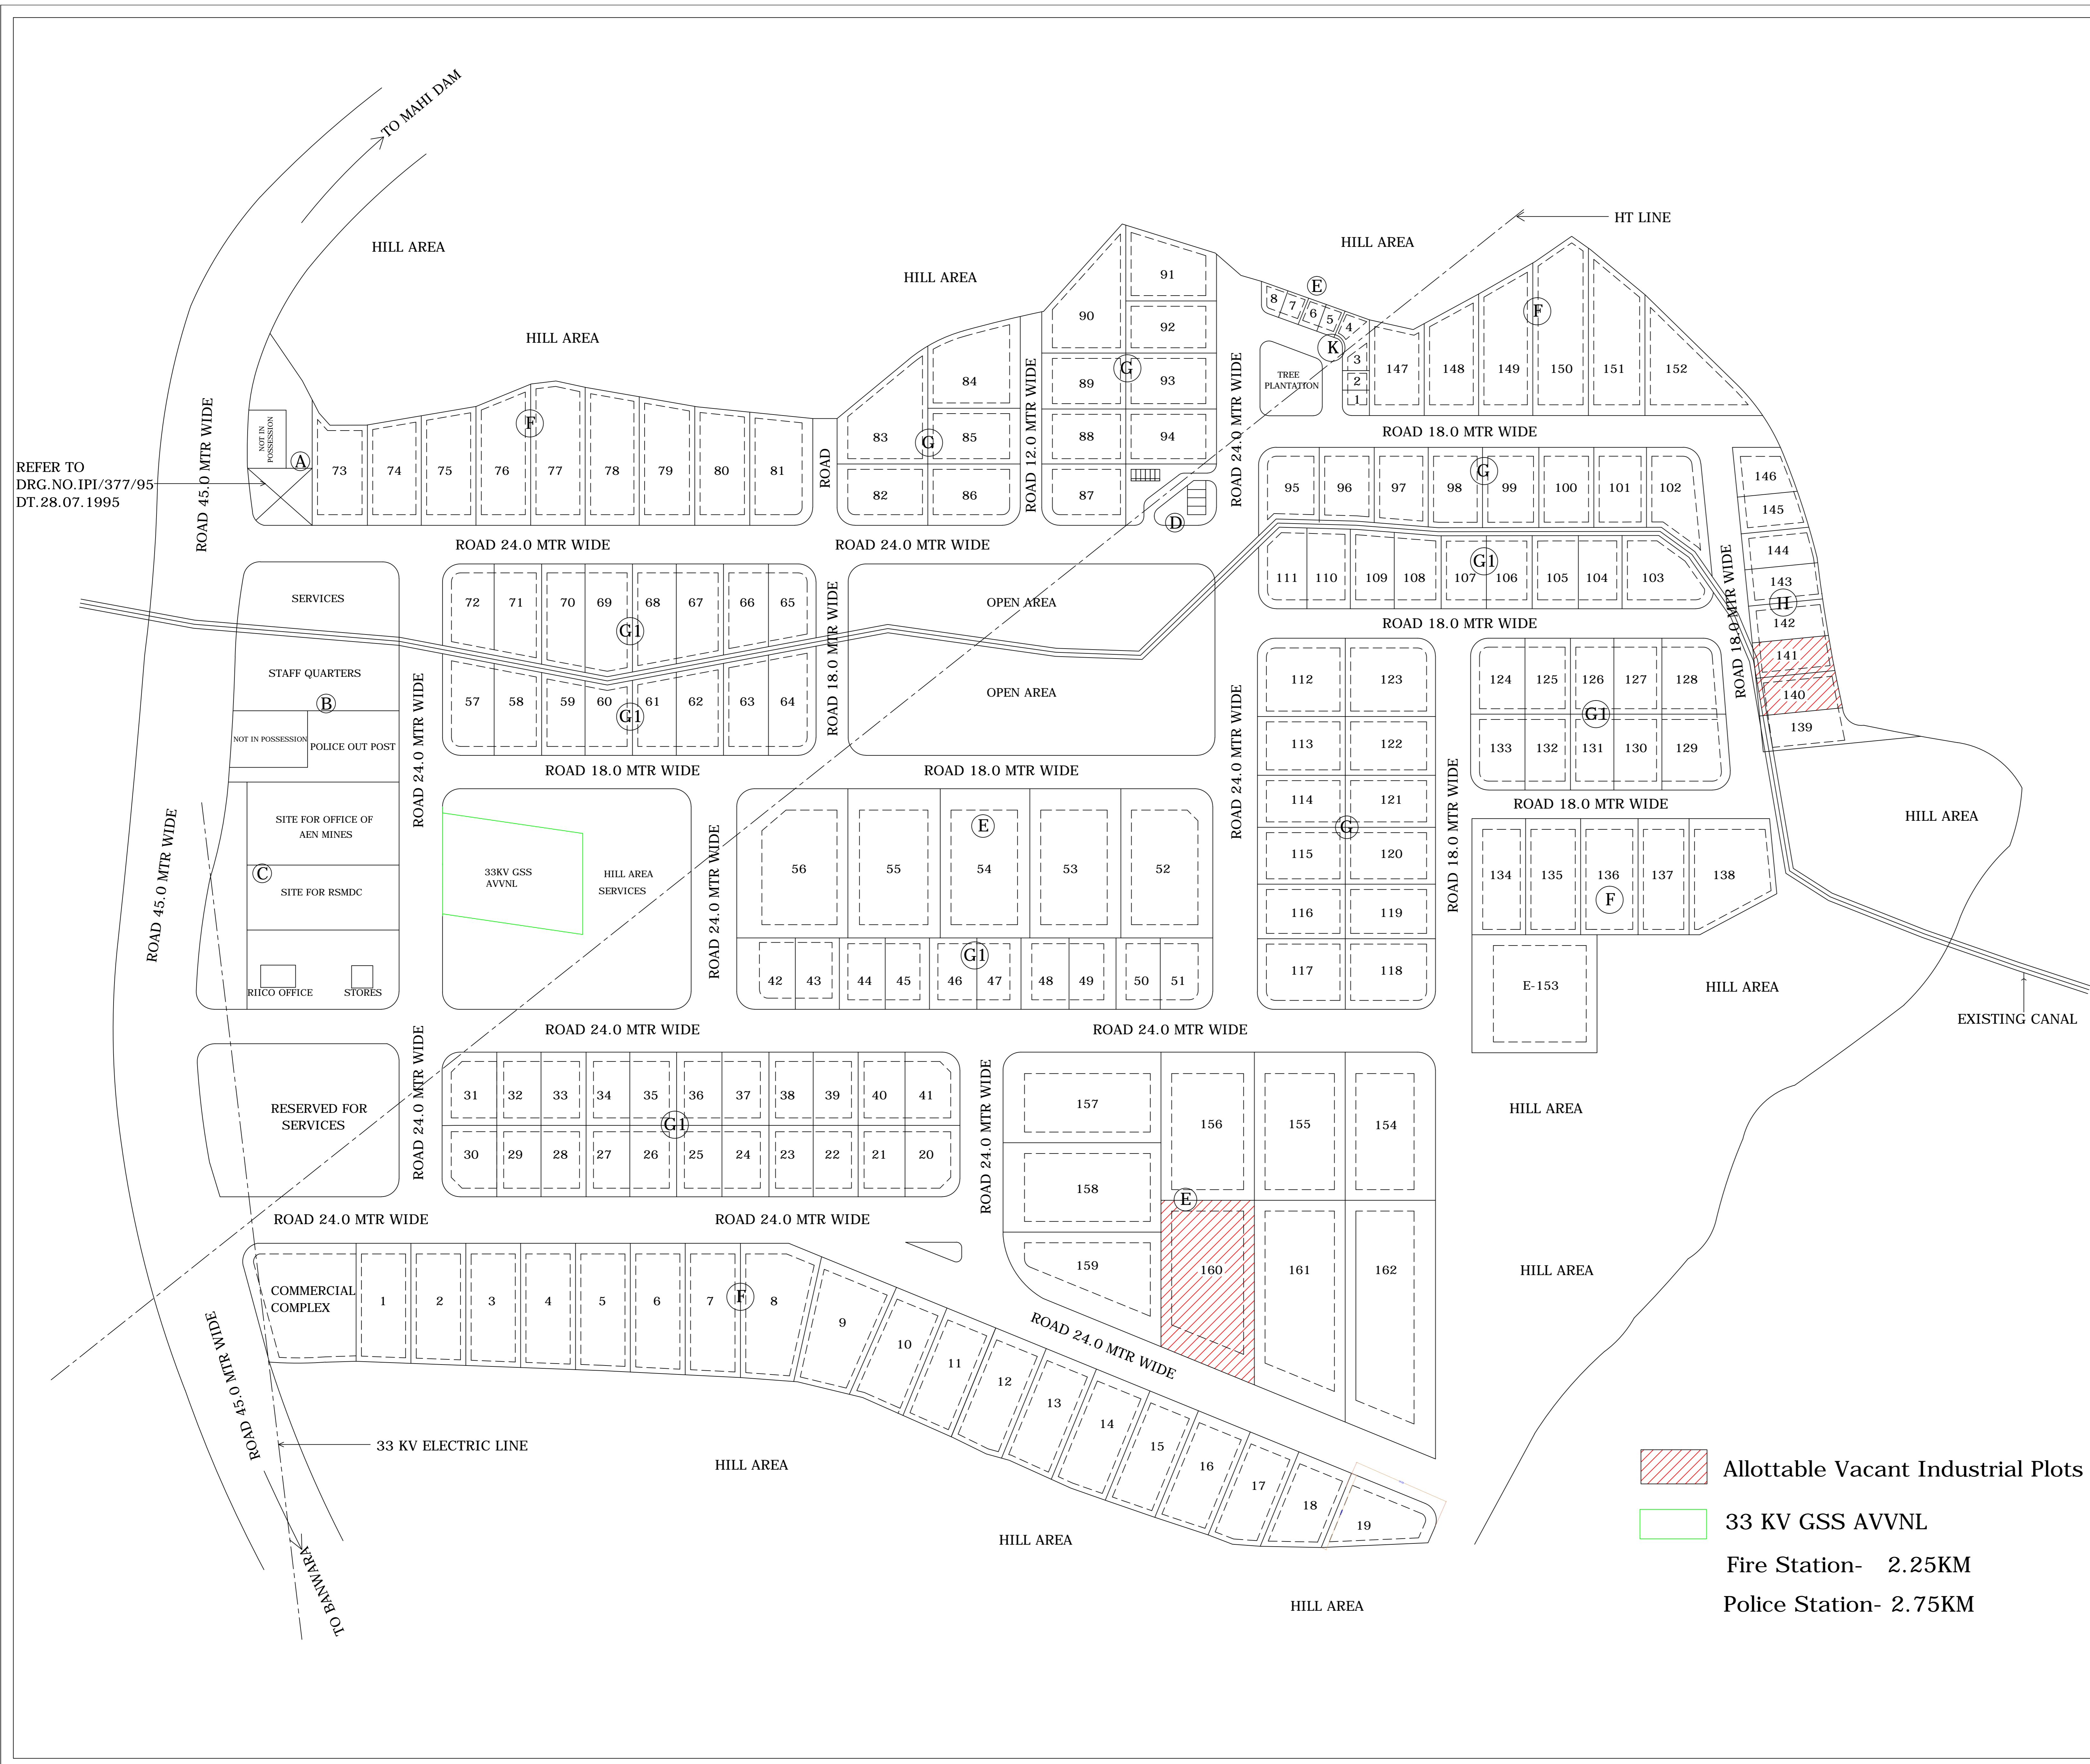 TO MAHI DAM
HT LINE
HILL AREA
HILL AREA
HILL AREA
HILL AREA
ROAD 45.0 MTR WIDE
REFER TO
DRG.NO.IPI/377/95
DT.28.07.1995
NOT IN
POSSESSION
A
73
74
75
76
F
77
78
79
80
81
ROAD
83
84
G
85
82
86
ROAD 12.0 MTR WIDE
90
91
92
G
89
93
88
94
87
D
ROAD 24.0 MTR WIDE
E
8
7
6
5
4
K
3
2
1
TREE
PLANTATION
147
148
149
F
150
151
152
ROAD 18.0 MTR WIDE
ROAD 24.0 MTR WIDE
ROAD 24.0 MTR WIDE
95
96
97
98
G
99
100
101
102
111
110
109
108
107
G1
106
105
104
103
ROAD 18.0 MTR WIDE
ROAD 18.0 MTR WIDE
146
145
144
143
H
142
141
140
139
SERVICES
STAFF QUARTERS
B
NOT IN POSSESSION
POLICE OUT POST
SITE FOR OFFICE OF
AEN MINES
C
SITE FOR RSMDC
RIICO OFFICE
STORES
ROAD 24.0 MTR WIDE
72
71
70
69
68
67
66
65
G1
57
58
59
60
61
62
63
64
G1
ROAD 18.0 MTR WIDE
OPEN AREA
OPEN AREA
ROAD 18.0 MTR WIDE
ROAD 18.0 MTR WIDE
ROAD 24.0 MTR WIDE
112
123
113
122
114
121
G
115
120
116
119
117
118
ROAD 18.0 MTR WIDE
124
125
126
127
128
G1
133
132
131
130
129
ROAD 18.0 MTR WIDE
134
135
136
137
138
F
E-153
HILL AREA
HILL AREA
EXISTING CANAL
ROAD 45.0 MTR WIDE
33KV GSS
AVVNL
HILL AREA
SERVICES
ROAD 24.0 MTR WIDE
56
55
E
54
53
52
42
43
44
45
46
G1
47
48
49
50
51
ROAD 24.0 MTR WIDE
ROAD 24.0 MTR WIDE
RESERVED FOR
SERVICES
ROAD 24.0 MTR WIDE
31
32
33
34
35
36
37
38
39
40
41
G1
30
29
28
27
26
25
24
23
22
21
20
ROAD 24.0 MTR WIDE
157
156
155
154
158
E
159
160
161
162
HILL AREA
HILL AREA
ROAD 24.0 MTR WIDE
ROAD 24.0 MTR WIDE
COMMERCIAL
COMPLEX
1
2
3
4
5
6
7
F
8
9
10
11
12
13
14
15
16
17
18
19
ROAD 24.0 MTR WIDE
ROAD 45.0 MTR WIDE
33 KV ELECTRIC LINE
HILL AREA
HILL AREA
HILL AREA
TO BANWARA
Allottable Vacant Industrial Plots
33 KV GSS AVVNL
Fire Station- 2.25KM
Police Station- 2.75KM